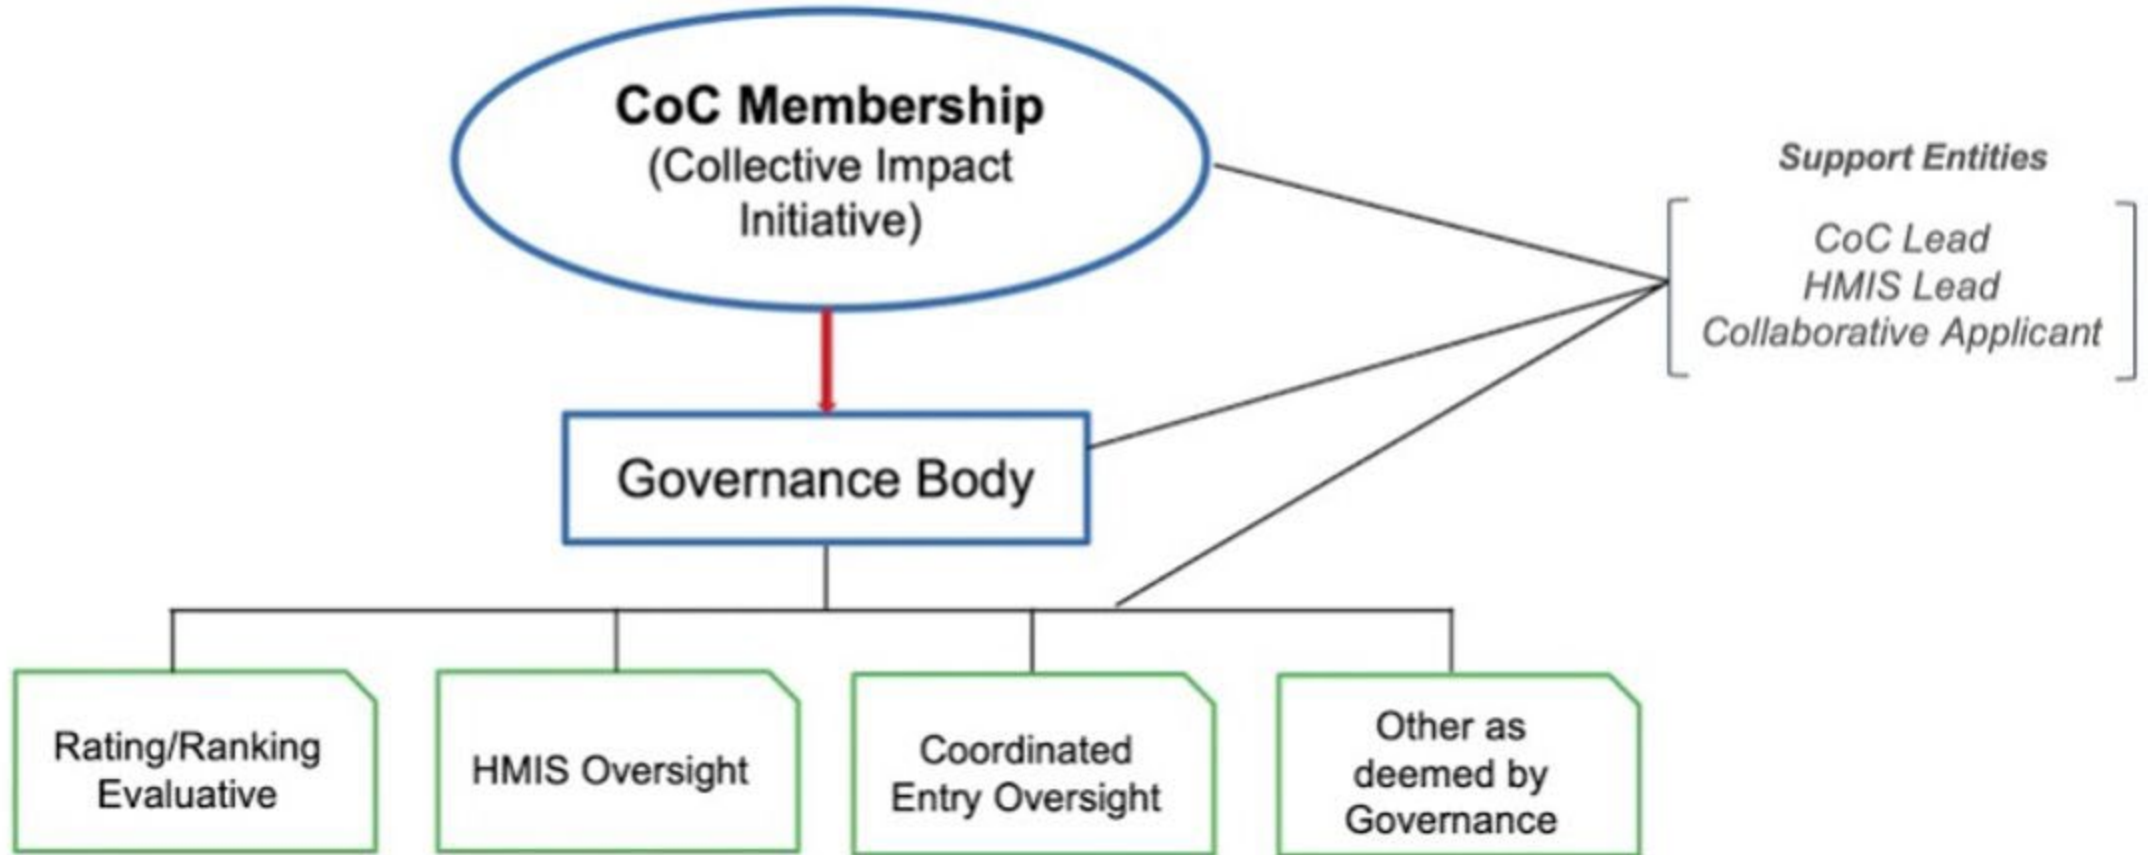 CoC Membership
(Collective Impact
Initiative)
Support Entities
CoC Lead
HMIS Lead
Collaborative Applicant
Governance Body
Rating/Ranking
Evaluative
HMIS Oversight
Coordinated
Entry Oversight
Other as
deemed by
Governance